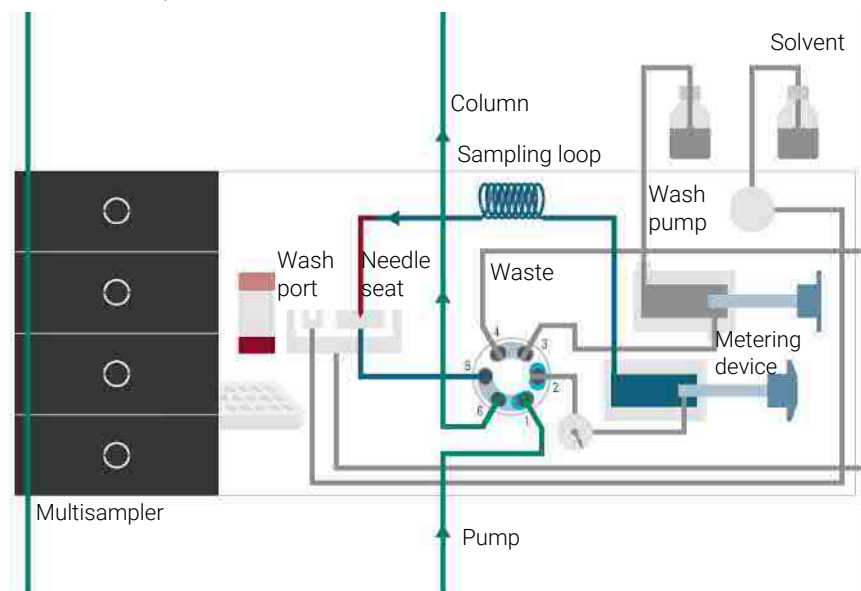 Solvent
Column
Sampling loop
Wash
pump
Wash
port
Needle
seat
Waste
4
3
Metering
device
5
2
6
1
Multisampler
Pump